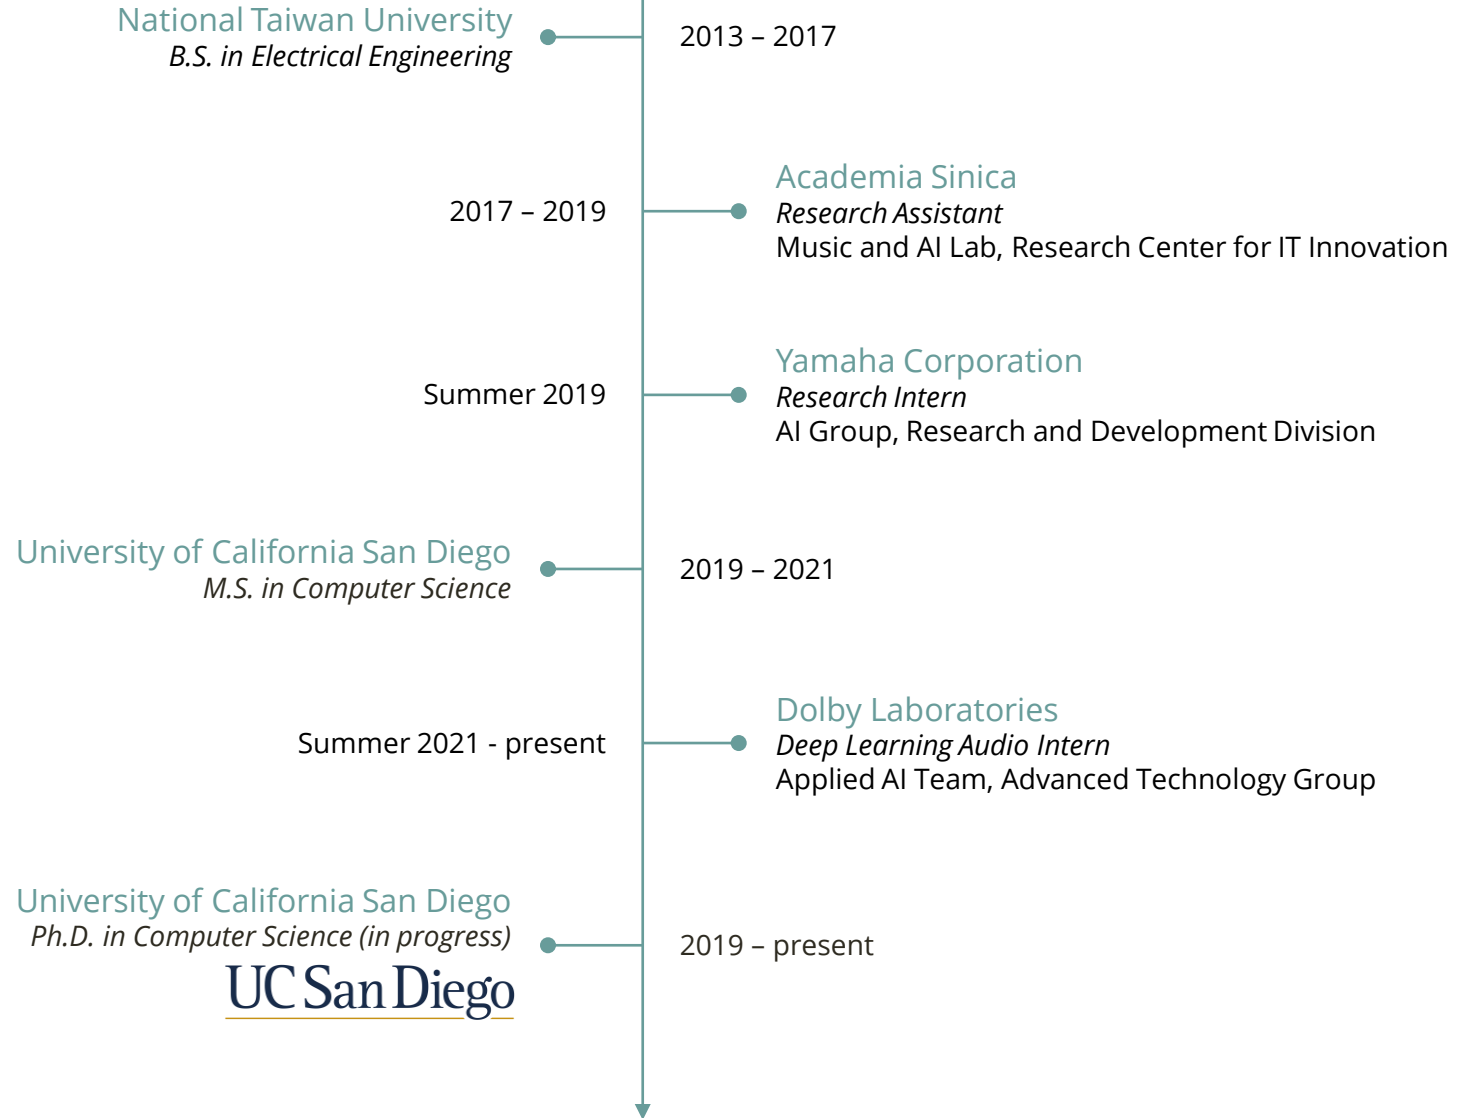 National Taiwan University
B.S. in Electrical Engineering
2013 – 2017
2017 – 2019
Academia Sinica
Research Assistant
Music and AI Lab, Research Center for IT Innovation
Summer 2019
Yamaha Corporation
Research Intern
AI Group, Research and Development Division
University of California San Diego
M.S. in Computer Science
2019 – 2021
Summer 2021 - present
Dolby Laboratories
Deep Learning Audio Intern
Applied AI Team, Advanced Technology Group
University of California San Diego
Ph.D. in Computer Science (in progress)
2019 – present
UC San Diego